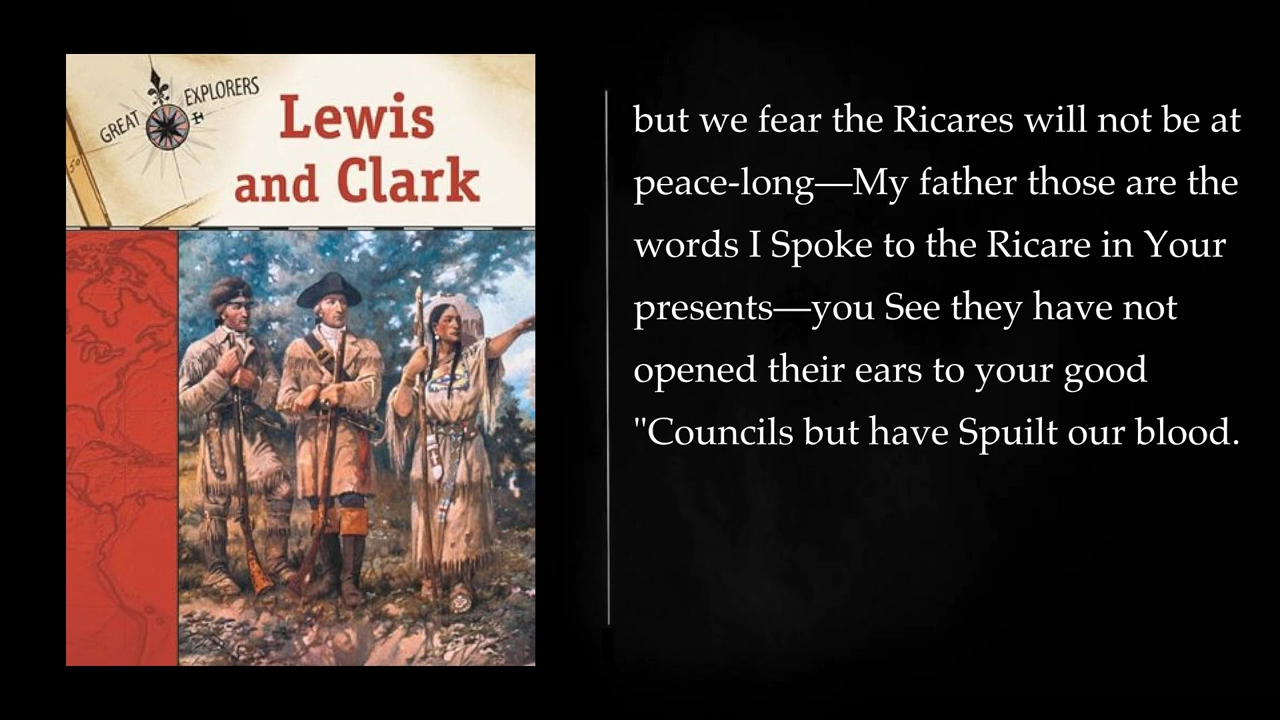 GREAT EXPLORERS
Lewis
and Clark
50
but we fear the Ricares will not be at
peace-long—My father those are the
words I Spoke to the Ricare in Your
presents—you See they have not
opened their ears to your good
"Councils but have Spuilt our blood.